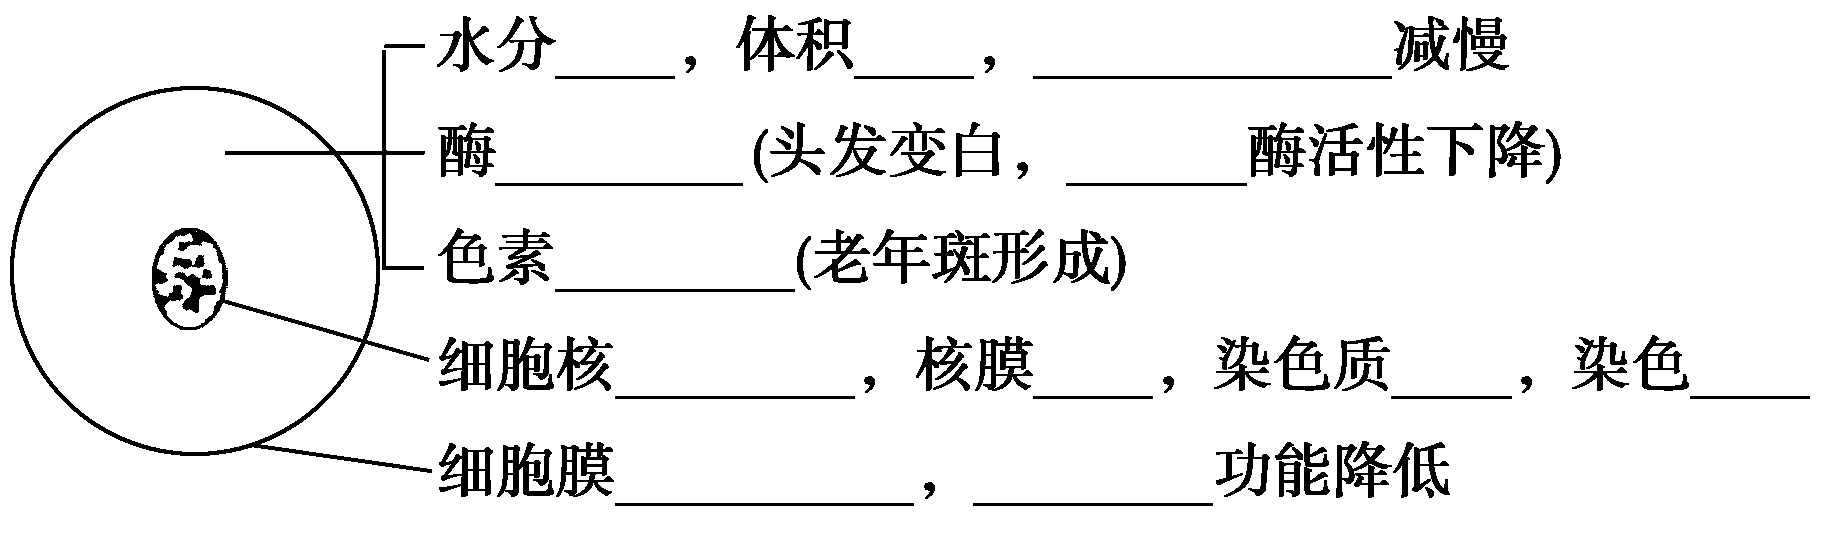 水分____，体积____，____________减慢
酶________(头发变白，______酶活性下降)
色素________(老年斑形成)
细胞核________，核膜____，染色质____，染色____
细胞膜__________，________功能降低